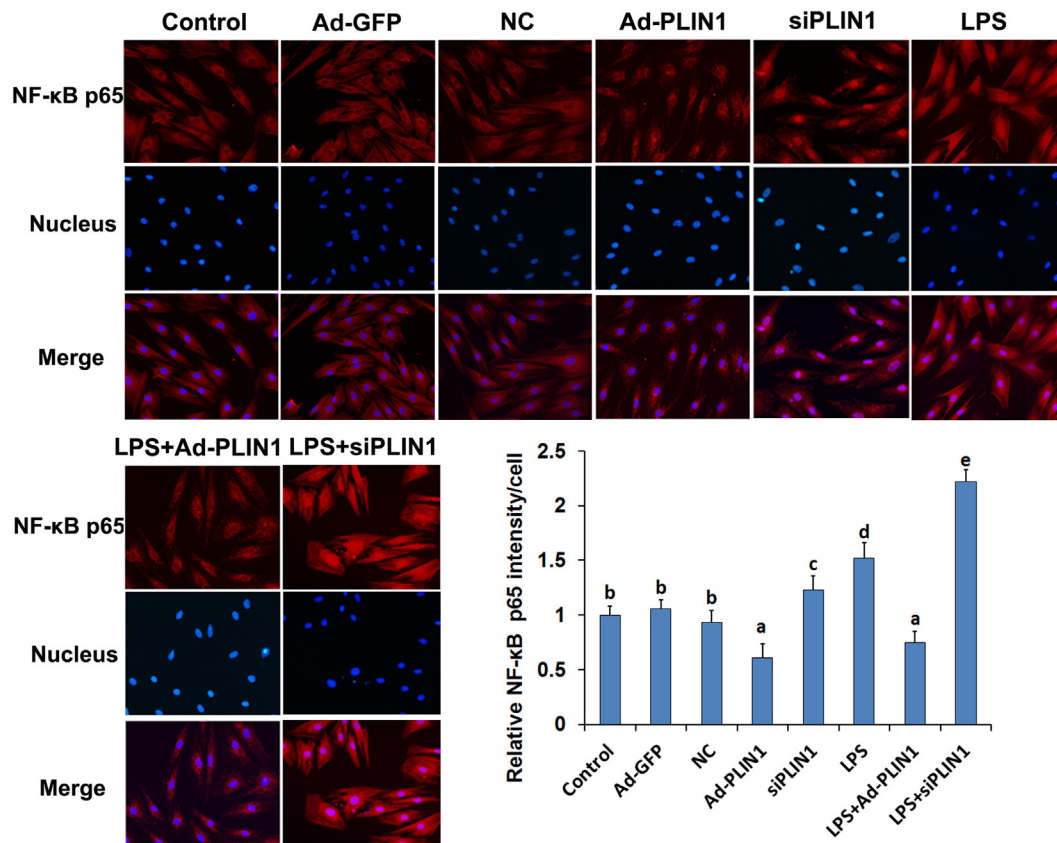 Control Ad-GFP NC Ad-PLIN1 siPLIN1 LPS
NF-κB p65
Nucleus
Merge
LPS+Ad-PLIN1 LPS+siPLIN1
NF-κB p65
Nucleus
Merge
Relative NF-κB p65 intensity/cell
2.5
2
1.5
1
0.5
0
b b b a c d a e
Control Ad-GFP NC Ad-PLIN1 siPLIN1 LPS LPS+Ad-PLIN1 LPS+siPLIN1